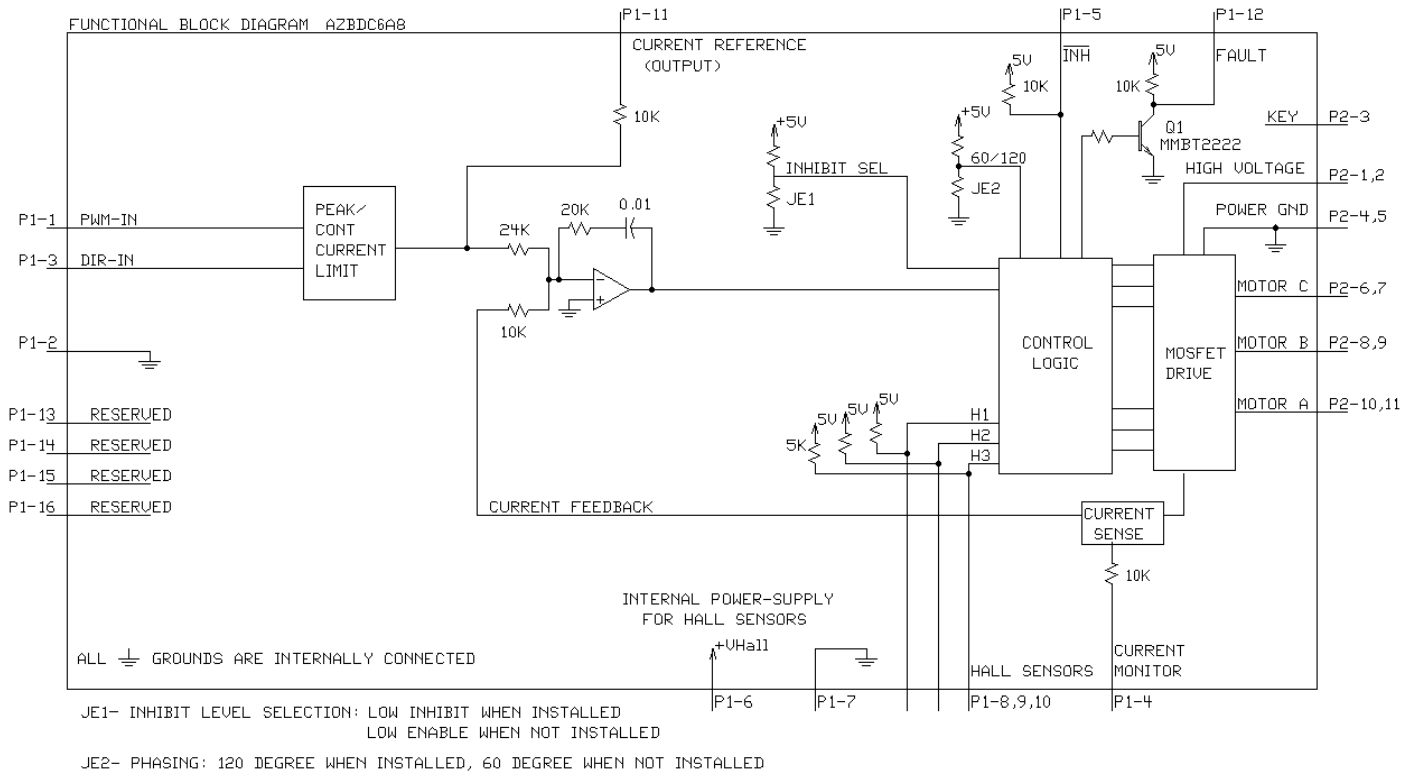 FUNCTIONAL BLOCK DIAGRAM AZBDC6A8
P1-11
P1-5
P1-12
CURRENT REFERENCE
(OUTPUT)
INH
FAULT
5V
10K
5V
10K
10K
KEY
P2-3
Q1
MMBT2222
+5V
+5V
INHIBIT SEL
60/120
JE1
JE2
HIGH VOLTAGE
P2-1,2
POWER GND
P2-4,5
P1-1
PWM-IN
P1-3
DIR-IN
PEAK/
CONT
CURRENT
LIMIT
24K
20K
0.01
-
+
10K
P1-2
CONTROL
LOGIC
MOSFET
DRIVE
MOTOR C
P2-6,7
MOTOR B
P2-8,9
MOTOR A
P2-10,11
P1-13
RESERVED
P1-14
RESERVED
P1-15
RESERVED
P1-16
RESERVED
5V
5V
5V
5K
H1
H2
H3
CURRENT FEEDBACK
CURRENT
SENSE
10K
INTERNAL POWER-SUPPLY
FOR HALL SENSORS
+VHall
ALL GROUNDS ARE INTERNALLY CONNECTED
HALL SENSORS
CURRENT
MONITOR
P1-6
P1-7
P1-8,9,10
P1-4
JE1- INHIBIT LEVEL SELECTION: LOW INHIBIT WHEN INSTALLED
LOW ENABLE WHEN NOT INSTALLED
JE2- PHASING: 120 DEGREE WHEN INSTALLED, 60 DEGREE WHEN NOT INSTALLED